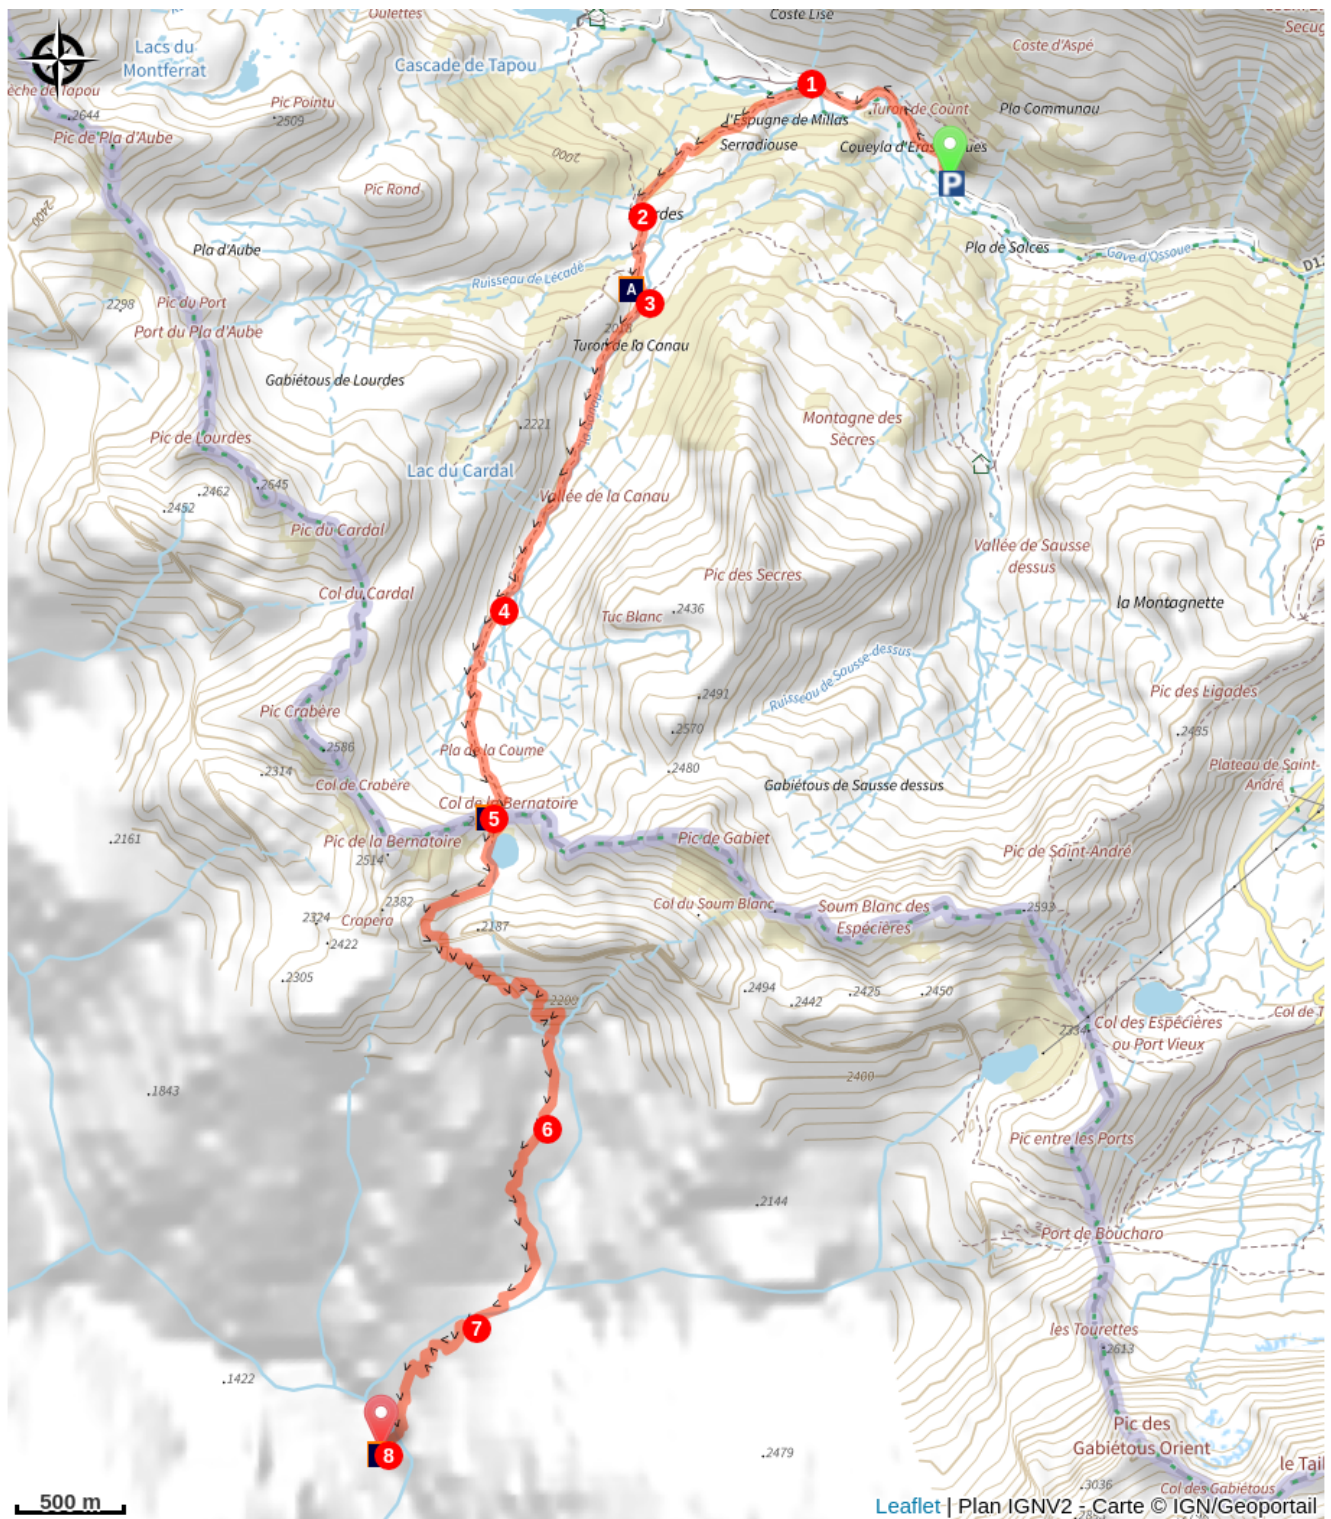 Oulettes
Coste Lise
Secug
Lacs du
Montferrat
Coste d'Aspé
Cascade de Tapou
èche de Tapou
Pic Pointu
.2509
.2644
Pic de Pla d'Aube
1
Turon de Count
Pla Communau
l'Espugne de Millas
Serradiouse
2000
P
2400
Pic Rond
2
Pla d'Aube
Pla de Salces
Gave d'Ossoue
D1
Ruisseau de Lécadé
A
3
2298
Pic du Port
Port du Pla d'Aube
2018
Turon de la Canau
Gabiétous de Lourdes
la Canau
.2221
Montagne des
Sècres
Pic de Lourdes
Lac du Cardal
.2645
.2462
.2452
Vallée de la Canau
Pic du Cardal
Vallée de Sausse
dessus
Pic des Secres
Col du Cardal
la Montagnette
4
.2436
Tuc Blanc
Ruisseau de Sausse-dessus
Pic des Ligades
.2491
Pic Crabère
.2570
.2485
.2586
Pla de la Coume
.2314
.2480
Plateau de Saint-
André
Col de Crabère
Gabiétous de Sausse dessus
Col de la Bernatoire
5
.2161
Pic de la Bernatoire
2514
Pic de Gabiet
Pic de Saint-André
2382
Col du Soum Blanc
Soum Blanc des
Espécières
.2593
2324
Crapera
.2187
.2422
.2305
.2494
.2442
.2425
.2450
2200
Col de T
Col des Espécières
ou Port Vieux
2334
2400
.1843
6
Pic entre les Ports
.2144
Port de Boucharo
7
les Tourettes
.2613
.1422
Pic des
Gabiétous Orient
8
.2479
le Tail
.3036
Col des Gabiétous
500 m
Leaflet | Plan IGNV2 - Carte © IGN/Geoportail